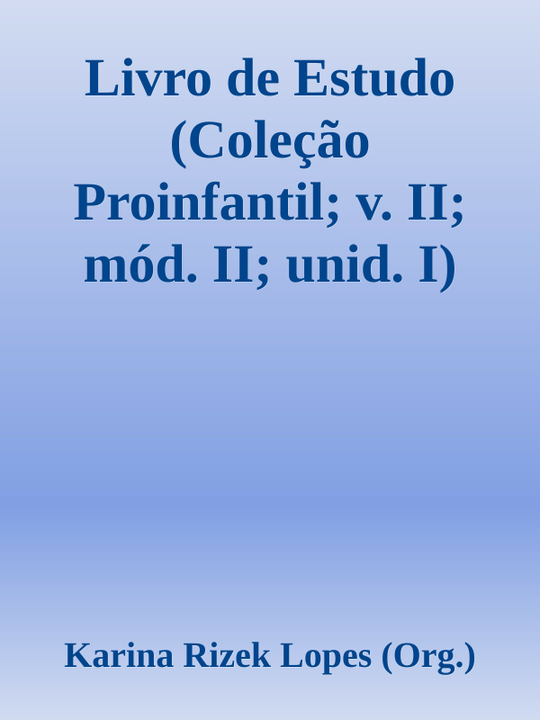 Livro de Estudo
(Coleção
Proinfantil; v. II;
mód. II; unid. I)
Karina Rizek Lopes (Org.)